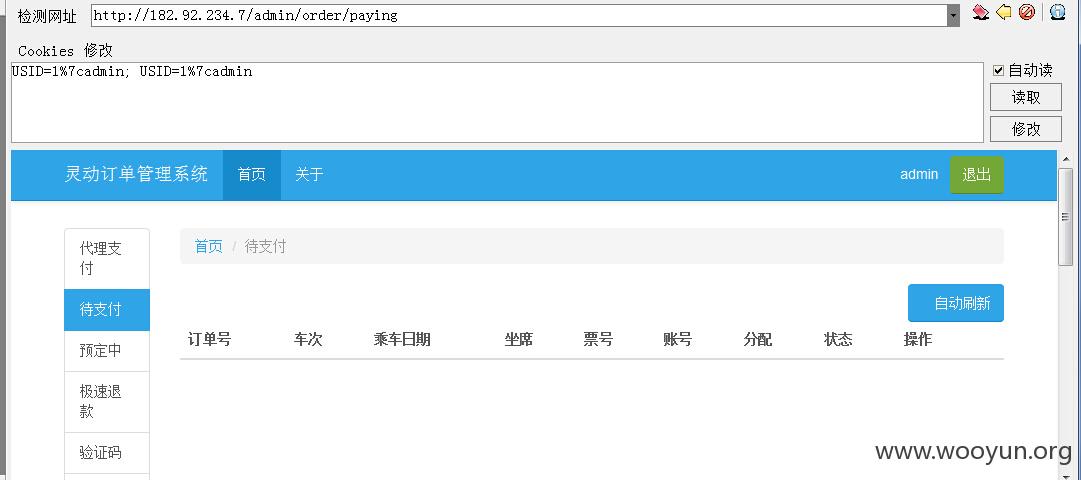 检测网址 http://182.92.234.7/admin/order/paying
Cookies 修改
USID=1%7cadmin; USID=1%7cadmin
自动读
读取
修改
灵动订单管理系统 首页 关于 admin 退出
代理支
付
待支付
预定中
极速退
款
验证码
首页 / 待支付
自动刷新
订单号 车次 乘车日期 坐席 票号 账号 分配 状态 操作
www.wooyun.org